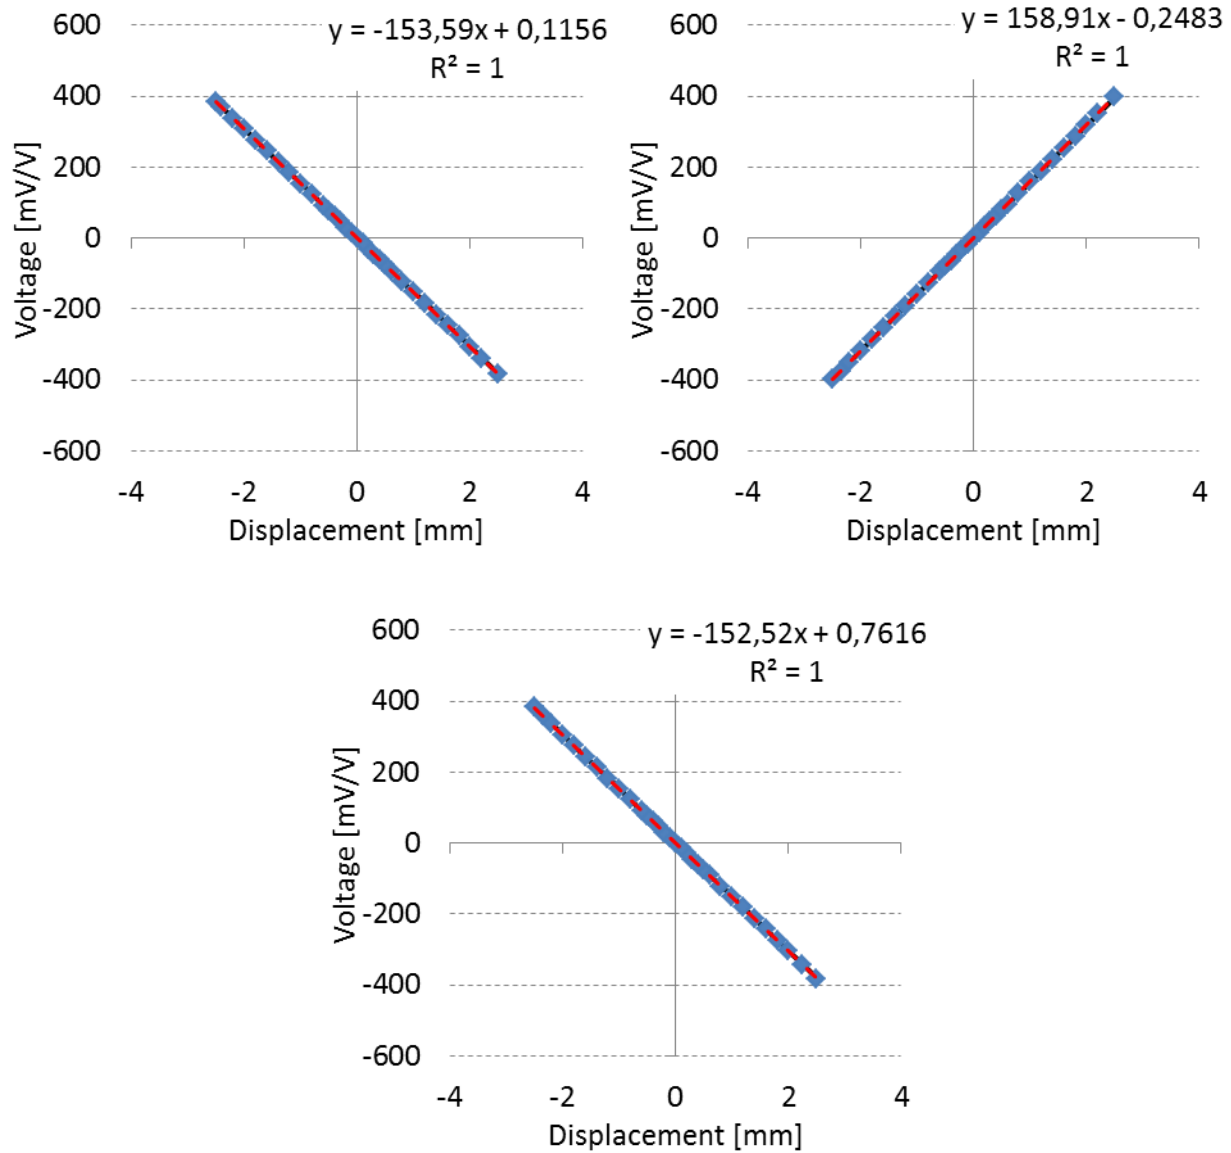 y = -153,59x + 0,1156
R² = 1
600
400
200
0
-200
-400
-600
Voltage [mV/V]
-4 -2 0 2 4
Displacement [mm]
y = 158,91x - 0,2483
R² = 1
600
400
200
0
-200
-400
-600
Voltage [mV/V]
-4 -2 0 2 4
Displacement [mm]
y = -152,52x + 0,7616
R² = 1
600
400
200
0
-200
-400
-600
Voltage [mV/V]
-4 -2 0 2 4
Displacement [mm]